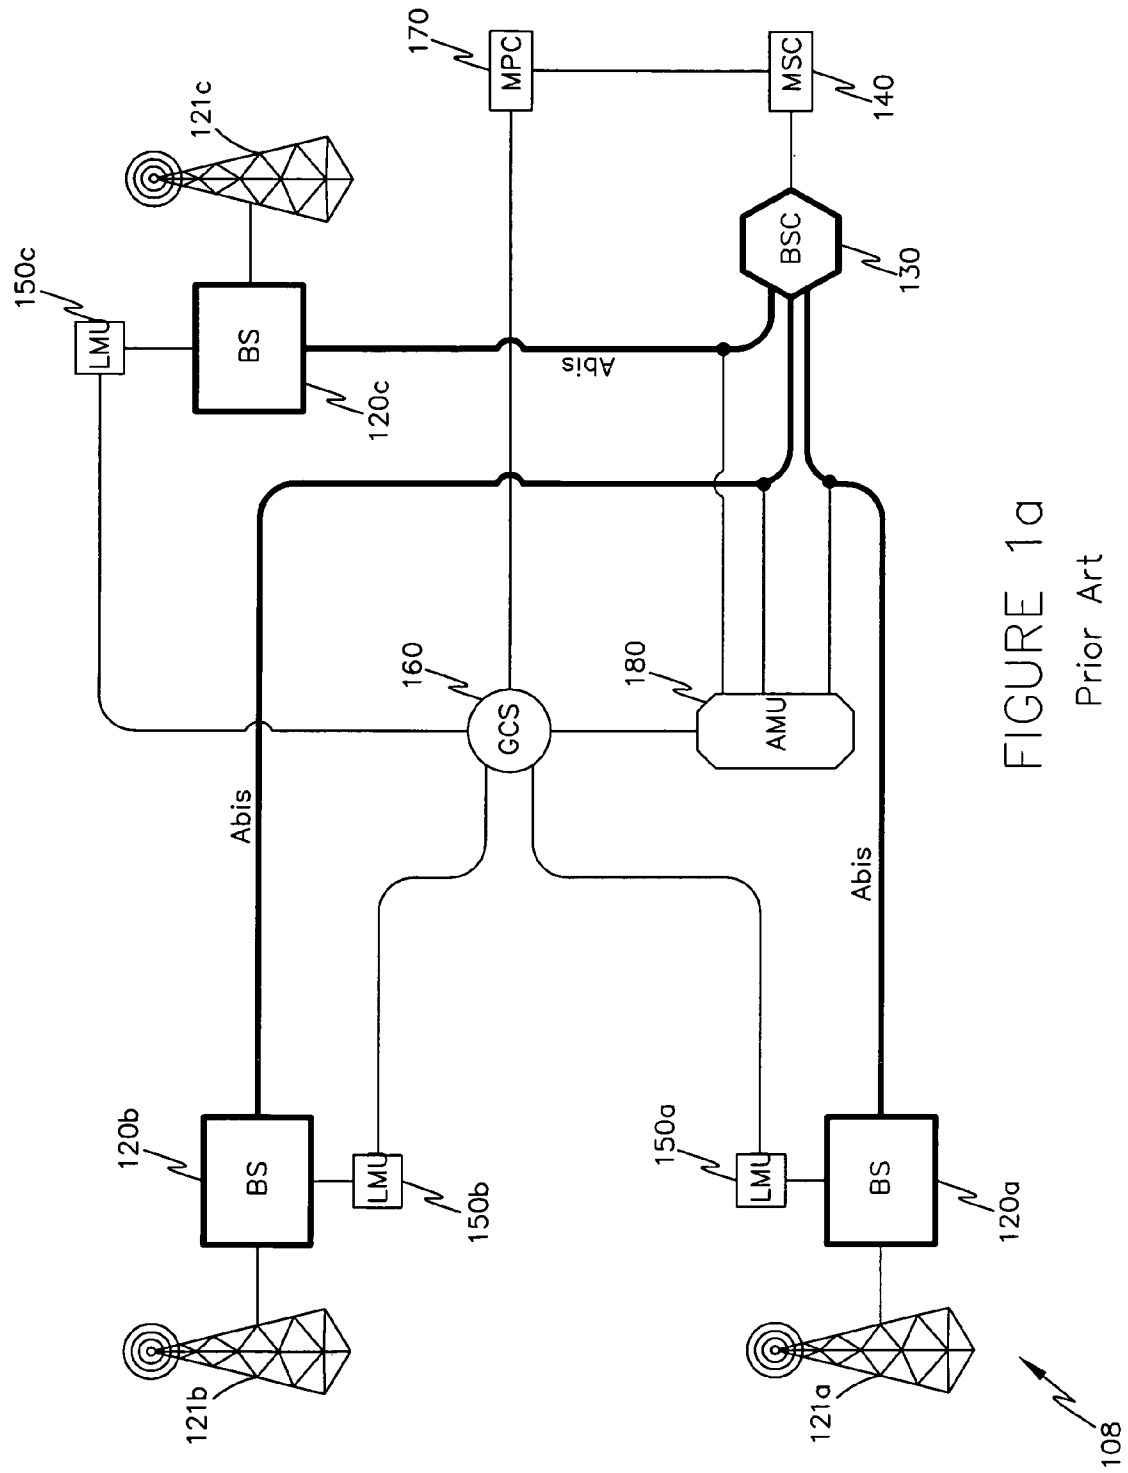 121b
120b
BS
LMU
150b
Abis
150c
LMU
BS
120c
121c
GCS
160
MPC
170
Abis
121a
150a
LMU
BS
120a
Abis
AMU
180
BSC
130
MSC
140
108
FIGURE 1a
Prior Art